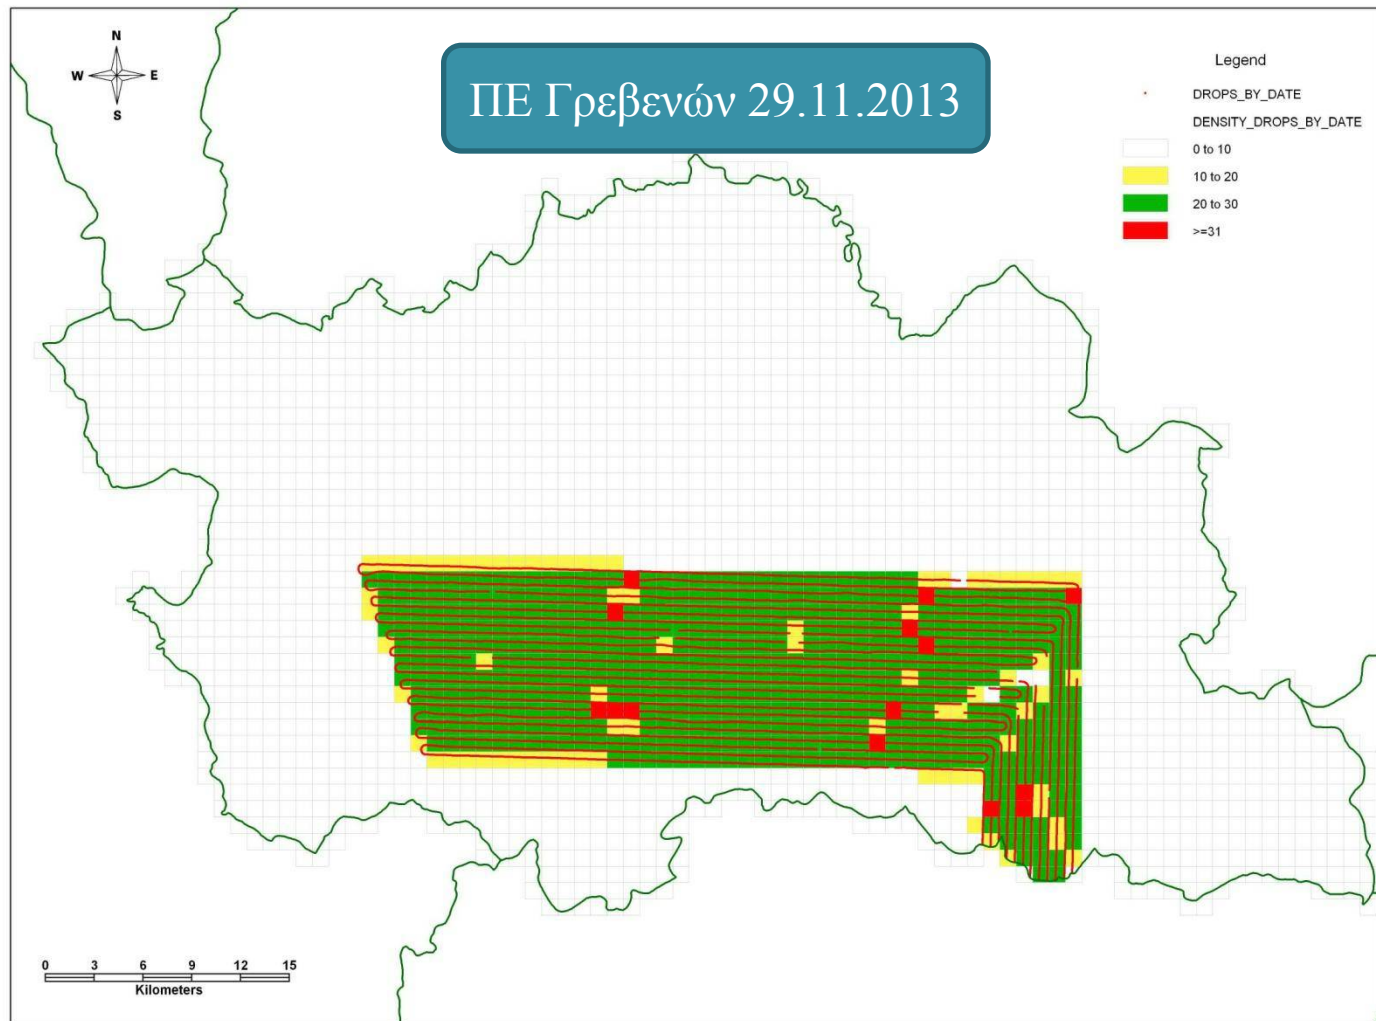 N
W E
S
ΠΕ Γρεβενών 29.11.2013
Legend
DROPS_BY_DATE
DENSITY_DROPS_BY_DATE
0 to 10
10 to 20
20 to 30
>=31
0 3 6 9 12 15
Kilometers